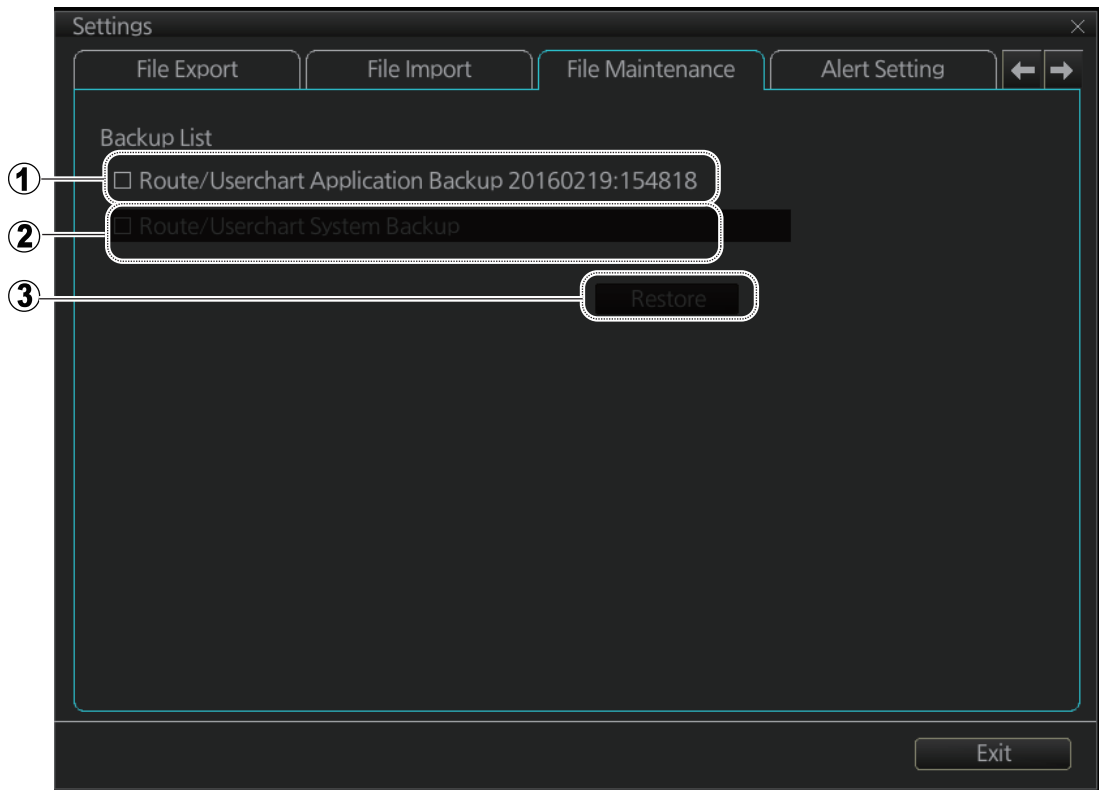 Settings
File Export File Import File Maintenance Alert Setting
Backup List
1 Route/Userchart Application Backup 20160219:154818
2 Route/Userchart System Backup
3 Restore
Exit